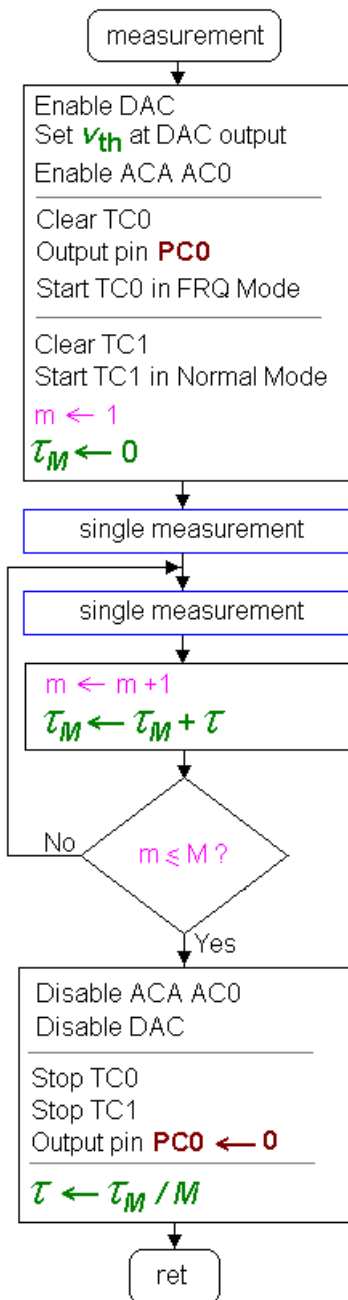 measurement
Enable DAC
Set vth at DAC output
Enable ACA AC0
Clear TC0
Output pin PC0
Start TC0 in FRQ Mode
Clear TC1
Start TC1 in Normal Mode
m ← 1
τM ← 0
single measurement
single measurement
m ← m +1
τM ← τM + τ
m ⩽ M ?
No
Yes
Disable ACA AC0
Disable DAC
Stop TC0
Stop TC1
Output pin PC0 ← 0
τ ← τM / M
ret